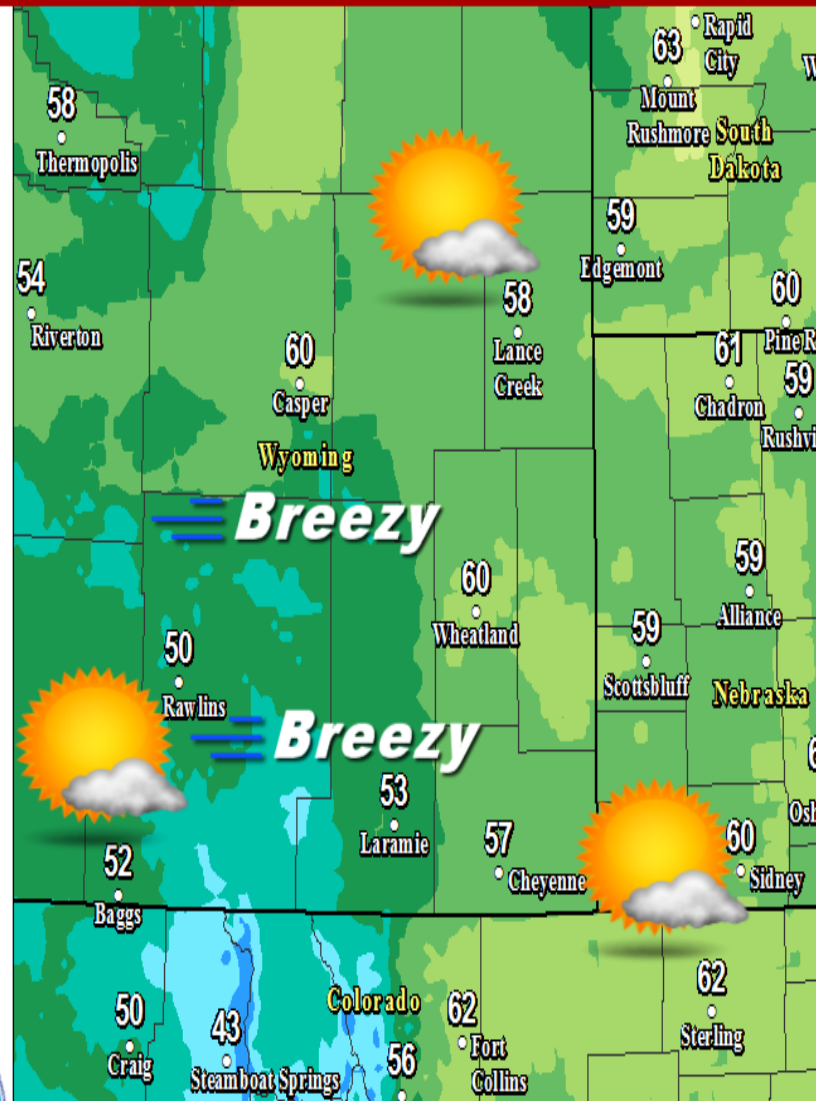 Rapid
City
63
Mount
Rushmore
South
Dakota
58
Thermopolis
59
Edgemont
54
Riverton
58
Lance
Creek
60
61
Chadron
59
60
Casper
Wyoming
Breezy
60
Wheatland
59
Alliance
59
Scottsbluff
Nebraska
50
Rawlins
Breezy
53
Laramie
57
Cheyenne
60
Sidney
52
Baggs
Colorado
50
Craig
43
Steamboat Springs
56
62
Fort
Collins
62
Sterling